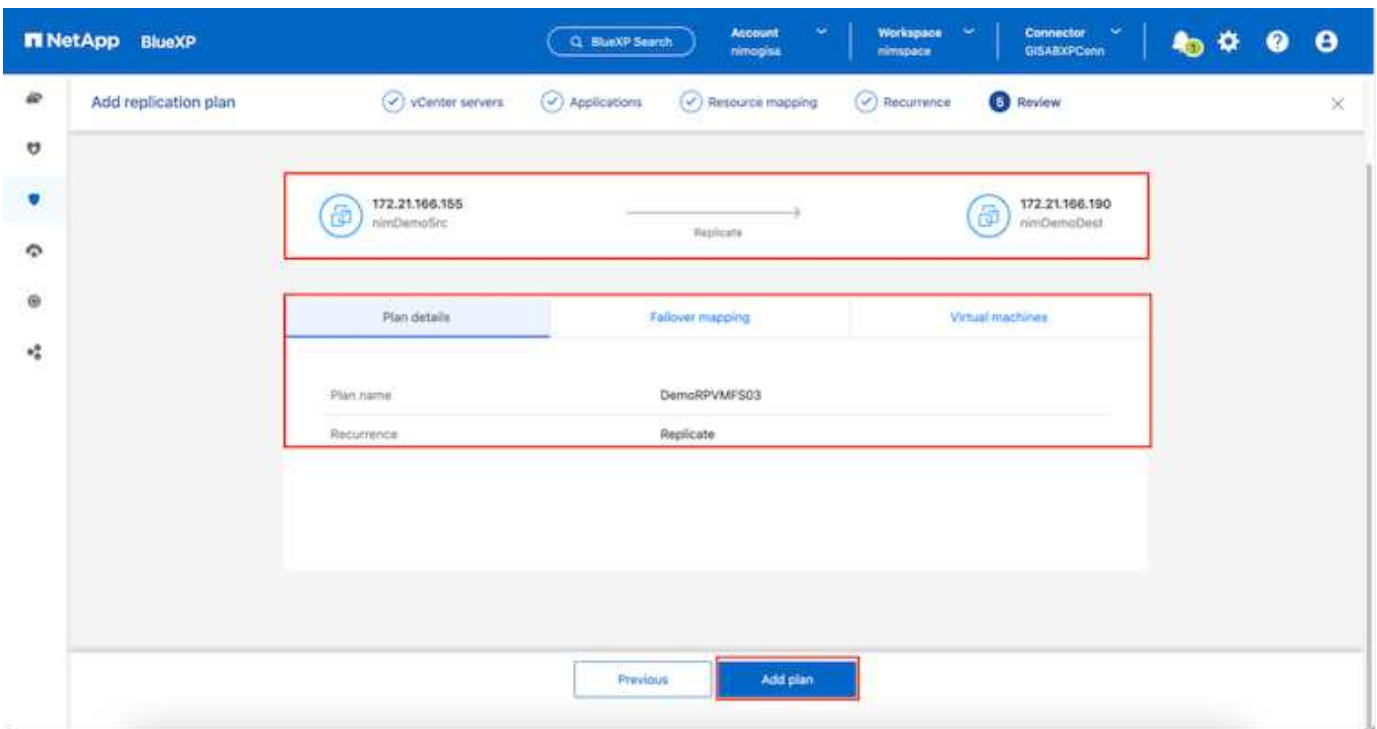 NetApp BlueXP
BlueXP Search
Account
nimogisa
Workspace
nimspace
Connector
GISABXPConn
1
Add replication plan
vCenter servers
Applications
Resource mapping
Recurrence
5 Review
172.21.166.155
nimDemoSrc
Replicate
172.21.166.190
nimDemoDest
Plan details
Failover mapping
Virtual machines
Plan name DemoRPVMFS03
Recurrence Replicate
Previous
Add plan